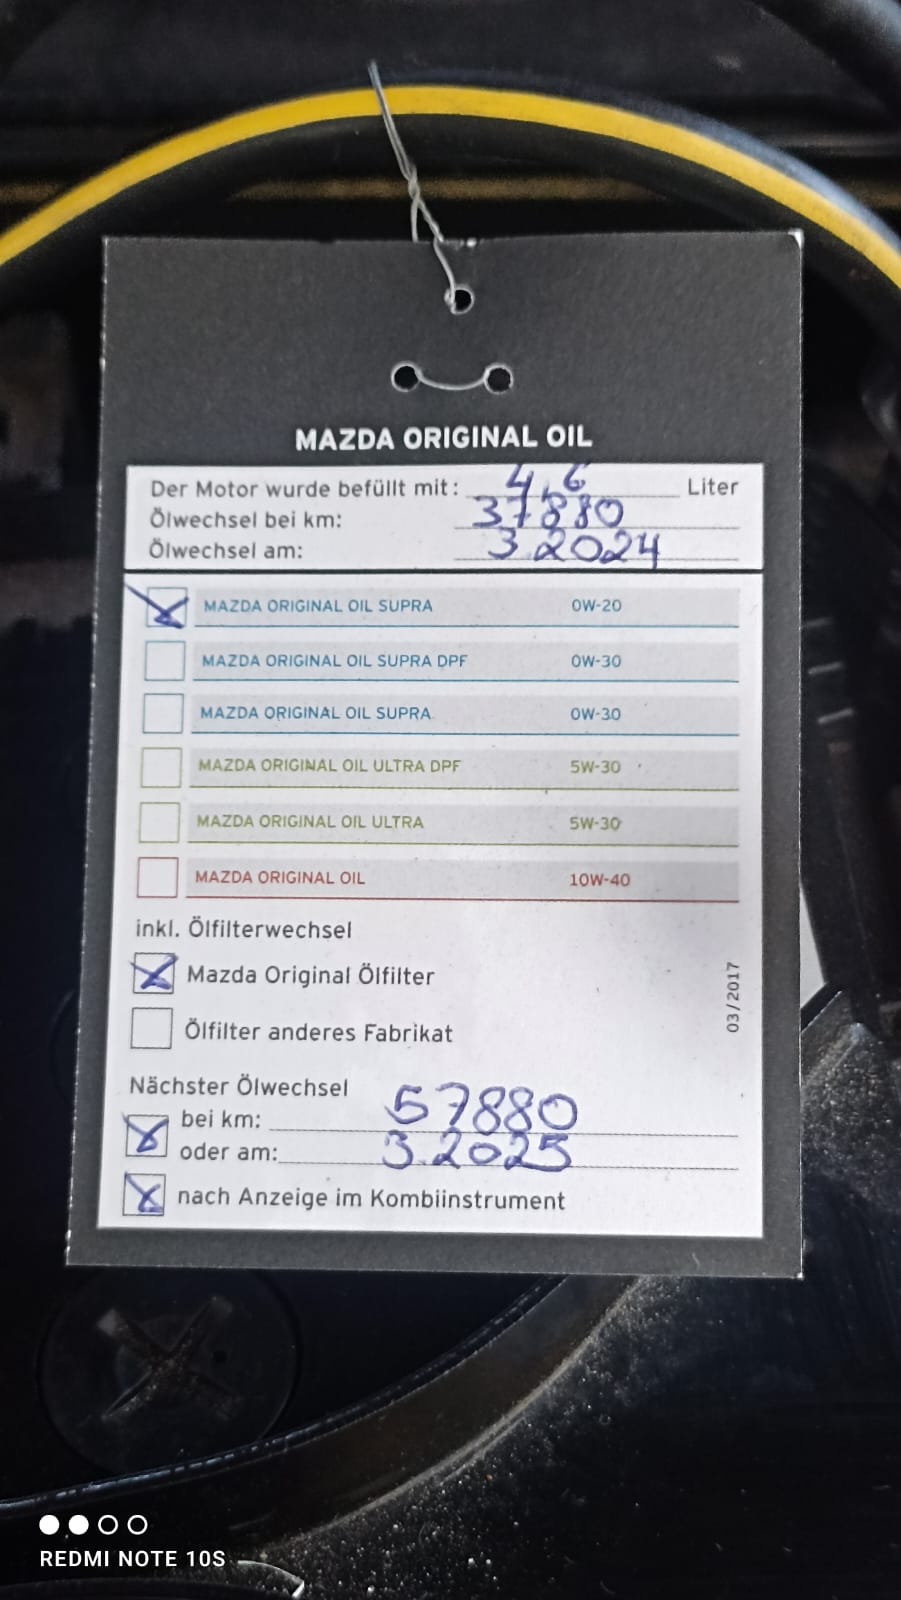 MAZDA ORIGINAL OIL
Der Motor wurde befüllt mit: 4,6 Liter
Ölwechsel bei km: 37880
Ölwechsel am: 3.2024
MAZDA ORIGINAL OIL SUPRA 0W-20
MAZDA ORIGINAL OIL SUPRA DPF 0W-30
MAZDA ORIGINAL OIL SUPRA 0W-30
MAZDA ORIGINAL OIL ULTRA DPF 5W-30
MAZDA ORIGINAL OIL ULTRA 5W-30
MAZDA ORIGINAL OIL 10W-40
inkl. Ölfilterwechsel
Mazda Original Ölfilter
Ölfilter anderes Fabrikat
03/2017
Nächster Ölwechsel
bei km: 57880
oder am: 3.2025
nach Anzeige im Kombiinstrument
REDMI NOTE 10S